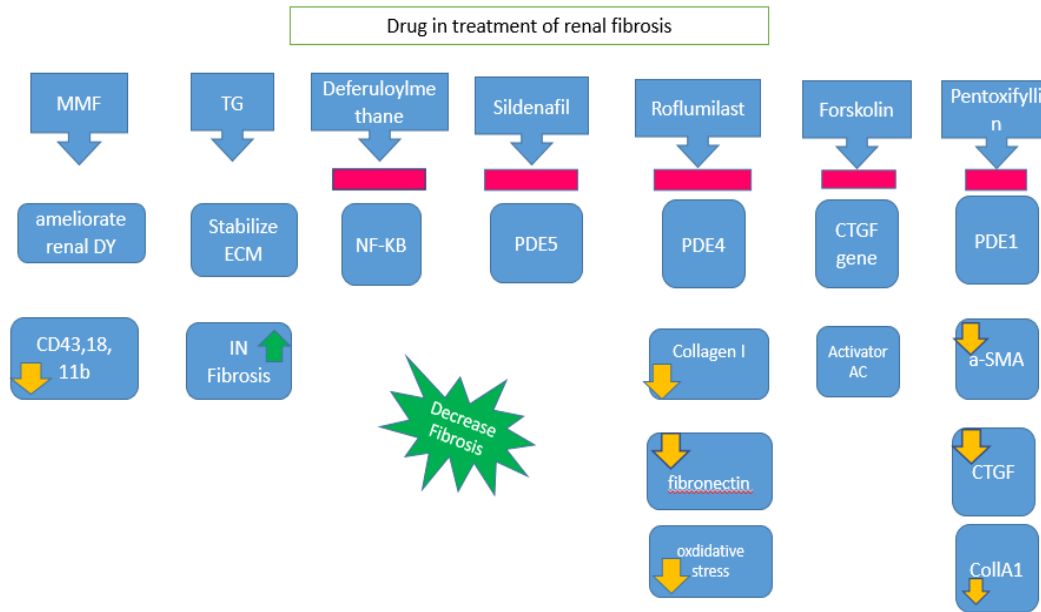 Drug in treatment of renal fibrosis
MMF
TG
Deferuloylme
thane
Sildenafil
Roflumilast
Forskolin
Pentoxifylli
n
ameliorate
renal DY
Stabilize
ECM
NF-KB
PDE5
PDE4
CTGF
gene
PDE1
CD43,18,
11b
IN
Fibrosis
Decrease
Fibrosis
Collagen I
Activator
AC
a-SMA
fibronectin
CTGF
oxdidative
stress
CollA1